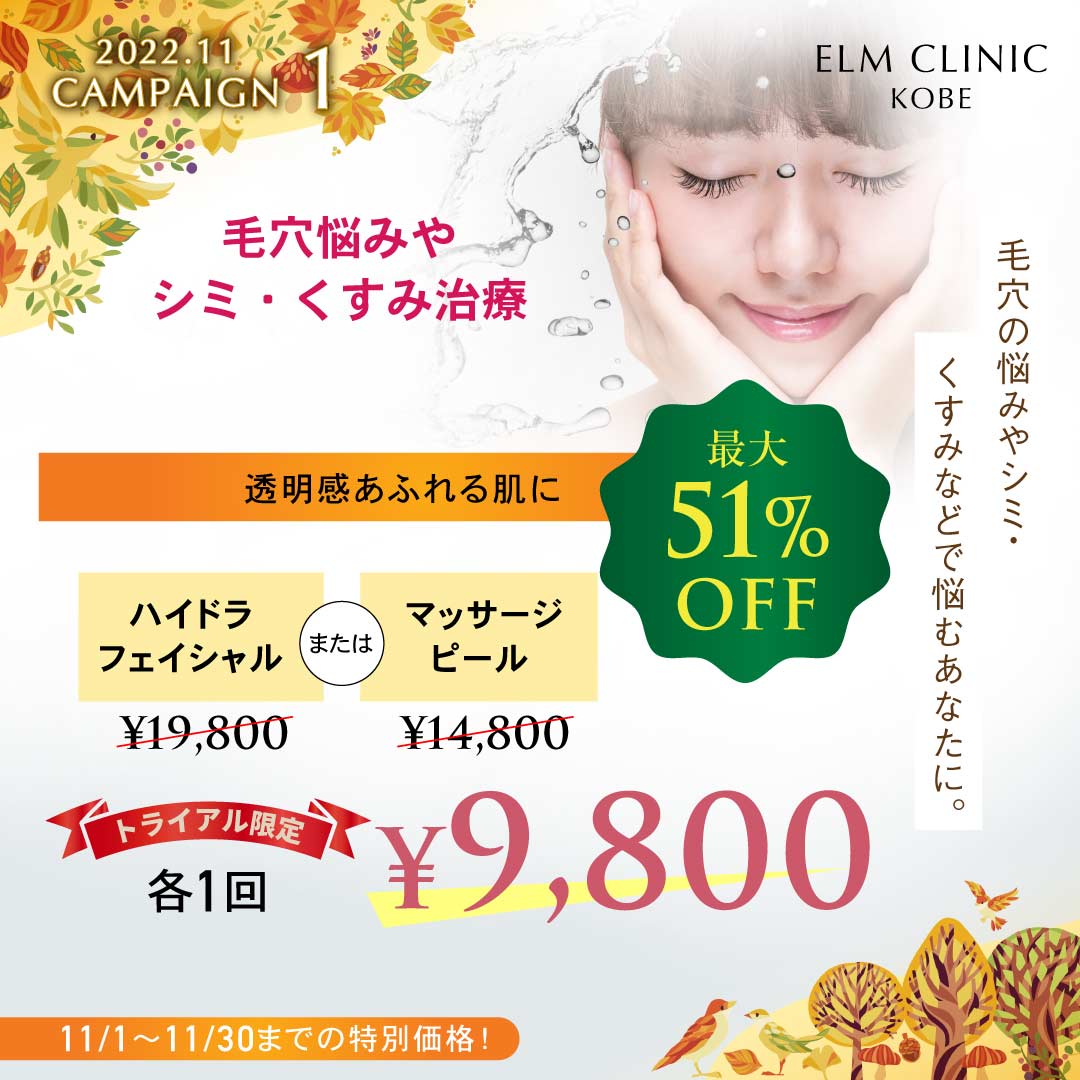 2022.11
CAMPAIGN 1
ELM CLINIC
KOBE
毛穴悩みや
シミ・くすみ治療
毛穴の悩みやシミ・
くすみなどで悩むあなたに。
透明感あふれる肌に
最大
51%
OFF
ハイドラ
フェイシャル
または
マッサージ
ピール
¥19,800
¥14,800
トライアル限定
各1回
¥9,800
11/1〜11/30までの特別価格!